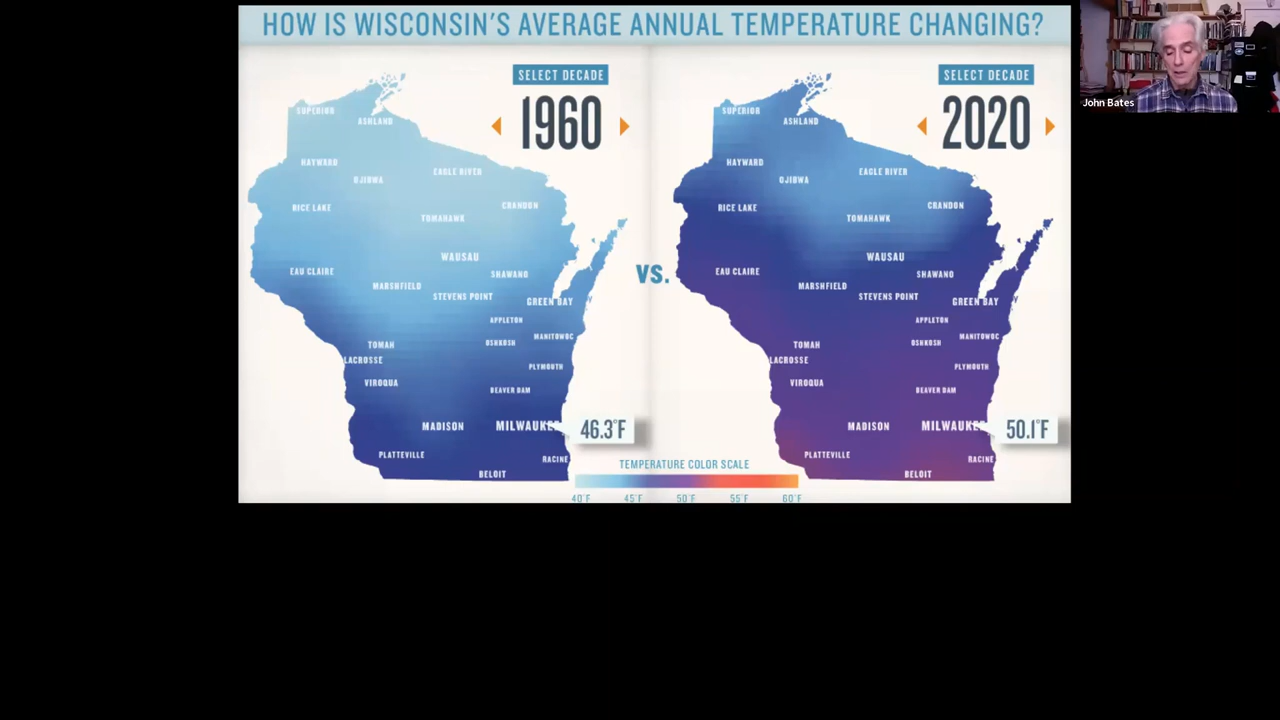 HOW IS WISCONSIN'S AVERAGE ANNUAL TEMPERATURE CHANGING?
SELECT DECADE
1960
SUPERIOR
ASHLAND
HAYWARD
OJIBWA
EAGLE RIVER
RICE LAKE
CRANDON
TOMAHAWK
WAUSAU
EAU CLAIRE
SHAWANO
MARSHFIELD
STEVENS POINT
GREEN BAY
APPLETON
MANITOWOC
TOMAH
OSHKOSH
LACROSSE
PLYMOUTH
VIROQUA
BEAVER DAM
MADISON
MILWAUKEE
46.3°F
PLATTEVILLE
RACINE
BELOIT
VS.
SELECT DECADE
2020
SUPERIOR
ASHLAND
HAYWARD
OJIBWA
EAGLE RIVER
RICE LAKE
CRANDON
TOMAHAWK
WAUSAU
EAU CLAIRE
SHAWANO
MARSHFIELD
STEVENS POINT
GREEN BAY
APPLETON
MANITOWOC
TOMAH
OSHKOSH
LACROSSE
PLYMOUTH
VIROQUA
BEAVER DAM
MADISON
MILWAUKEE
50.1°F
PLATTEVILLE
RACINE
BELOIT
TEMPERATURE COLOR SCALE
40°F 45°F 50°F 55°F 60°F
John Bates